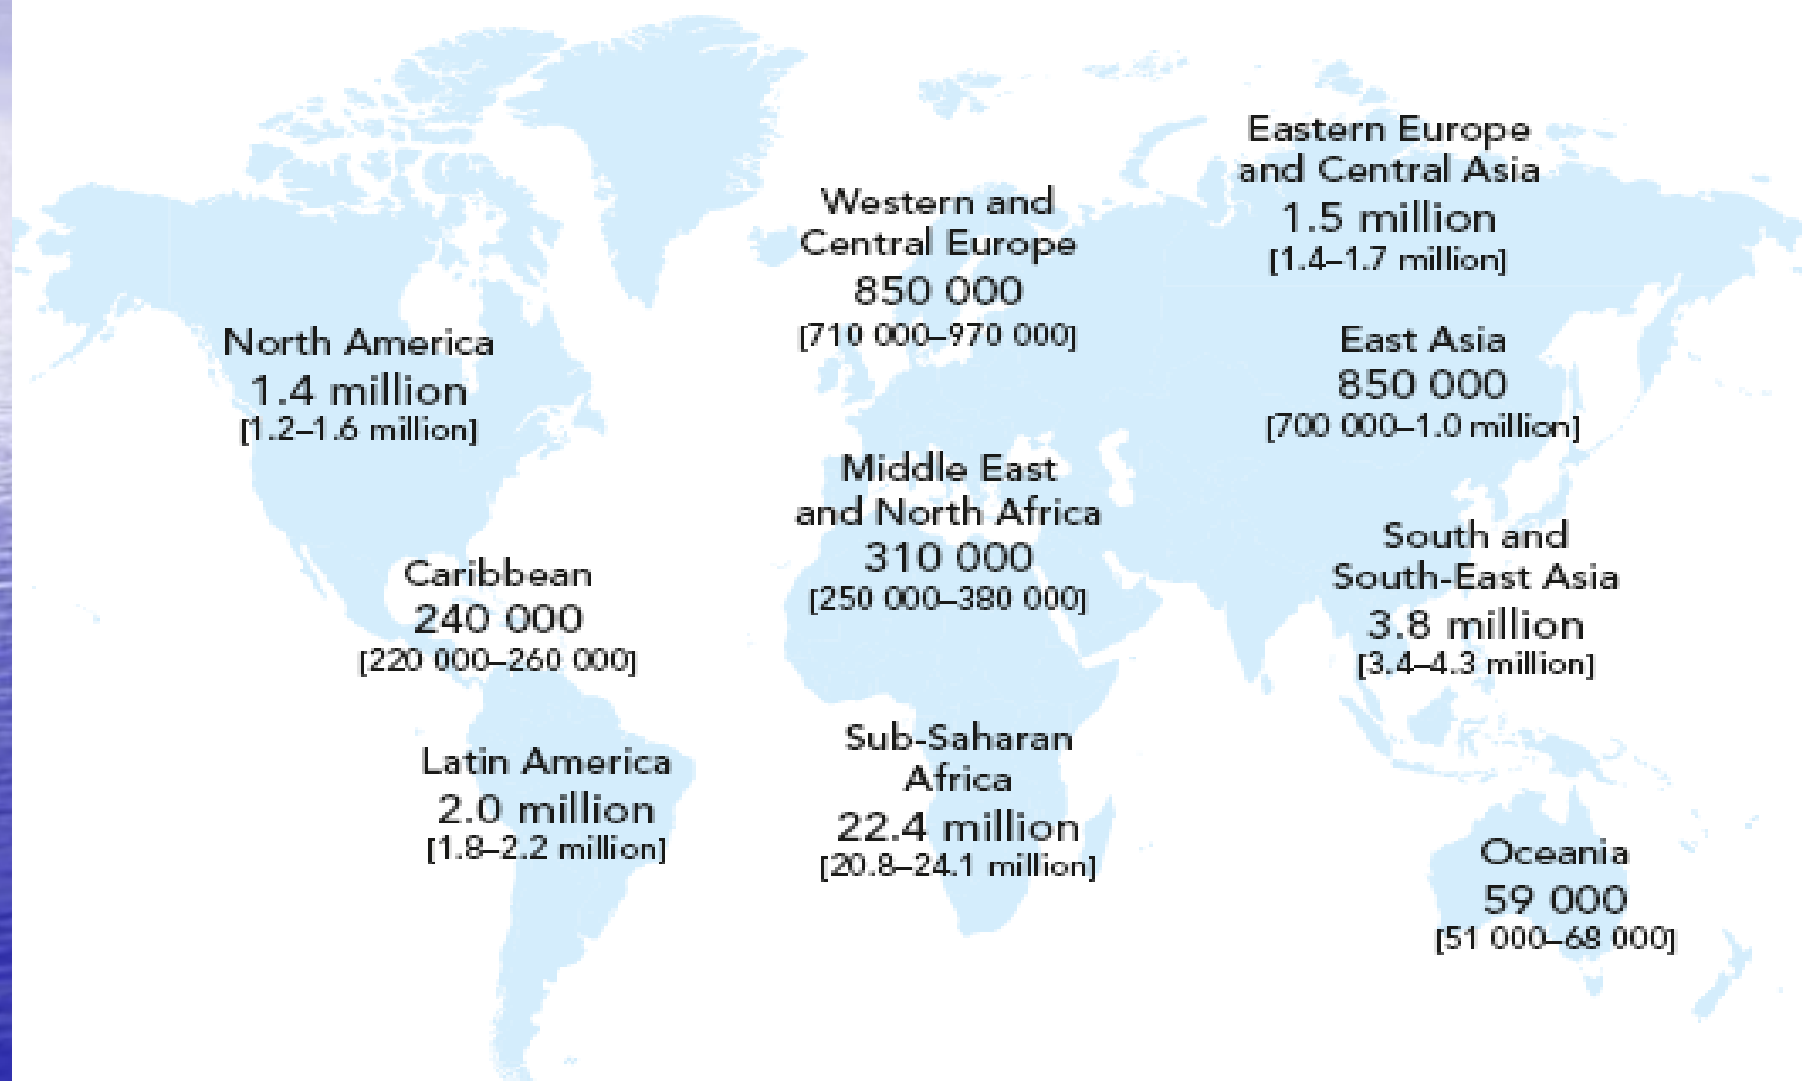 Eastern Europe
and Central Asia
1.5 million
[1.4–1.7 million]
Western and
Central Europe
850 000
[710 000–970 000]
North America
1.4 million
[1.2–1.6 million]
East Asia
850 000
[700 000–1.0 million]
Middle East
and North Africa
310 000
[250 000–380 000]
South and
South-East Asia
3.8 million
[3.4–4.3 million]
Caribbean
240 000
[220 000–260 000]
Sub-Saharan
Africa
22.4 million
[20.8–24.1 million]
Latin America
2.0 million
[1.8–2.2 million]
Oceania
59 000
[51 000–68 000]